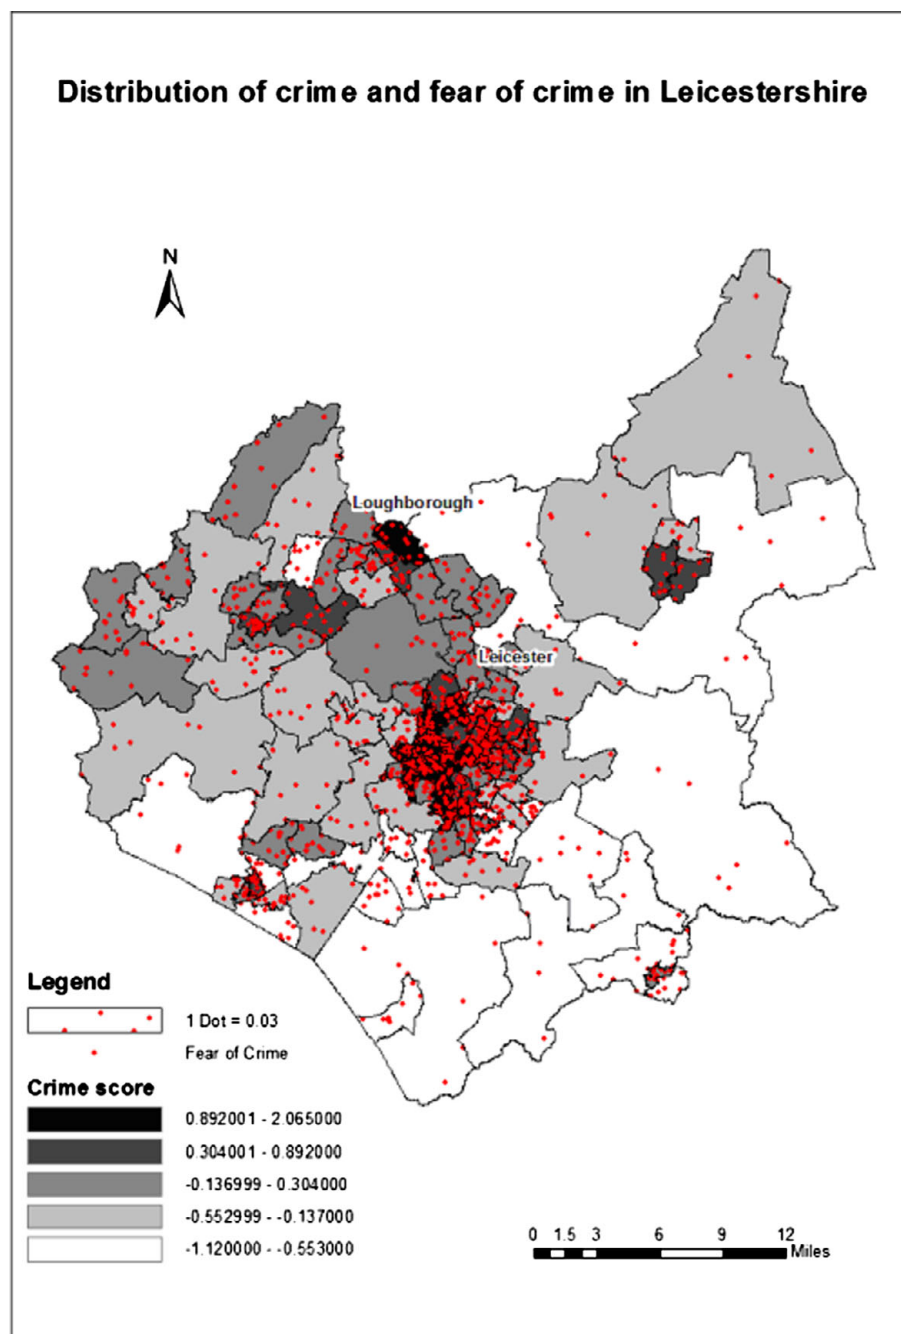 Distribution of crime and fear of crime in Leicestershire
N
Loughborough
Leicester
Legend
1 Dot = 0.03
Fear of Crime
Crime score
0.892001 - 2.065000
0.304001 - 0.892000
-0.136999 - 0.304000
-0.552999 - -0.137000
-1.120000 - -0.553000
0 1.5 3 6 9 12
Miles